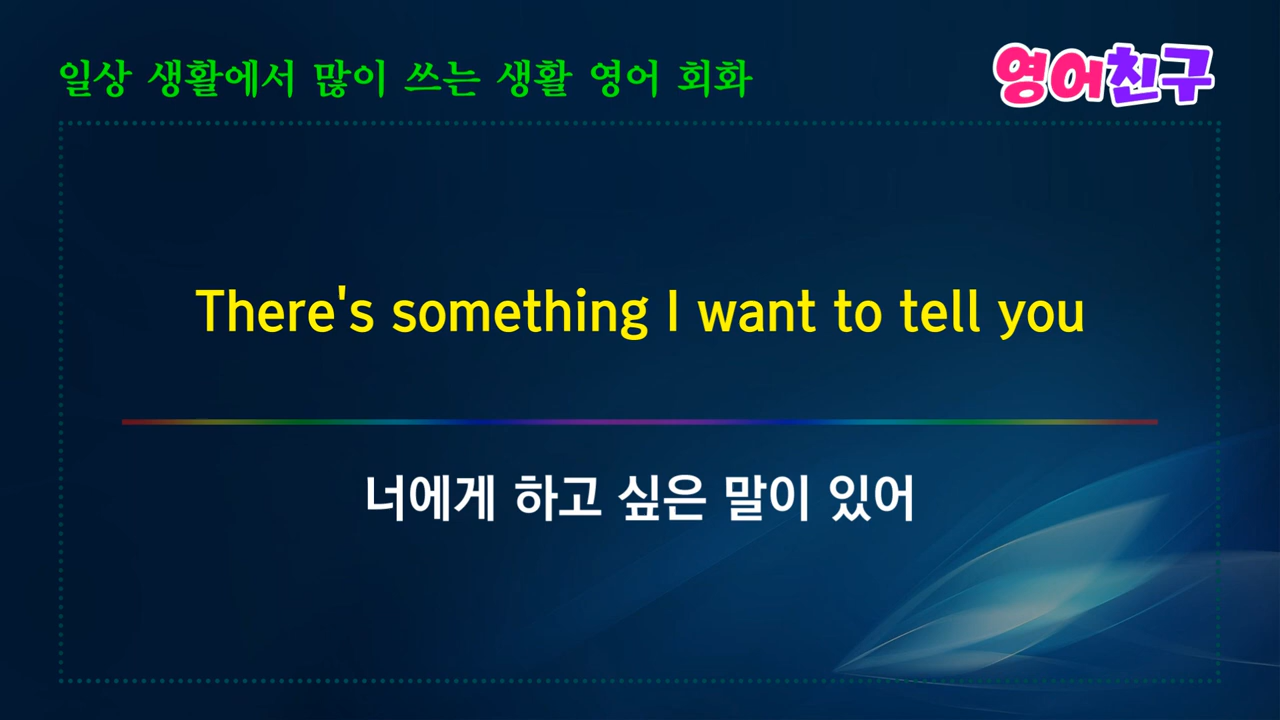 일상 생활에서 많이 쓰는 생활 영어 회화
영어친구
There's something I want to tell you
너에게 하고 싶은 말이 있어